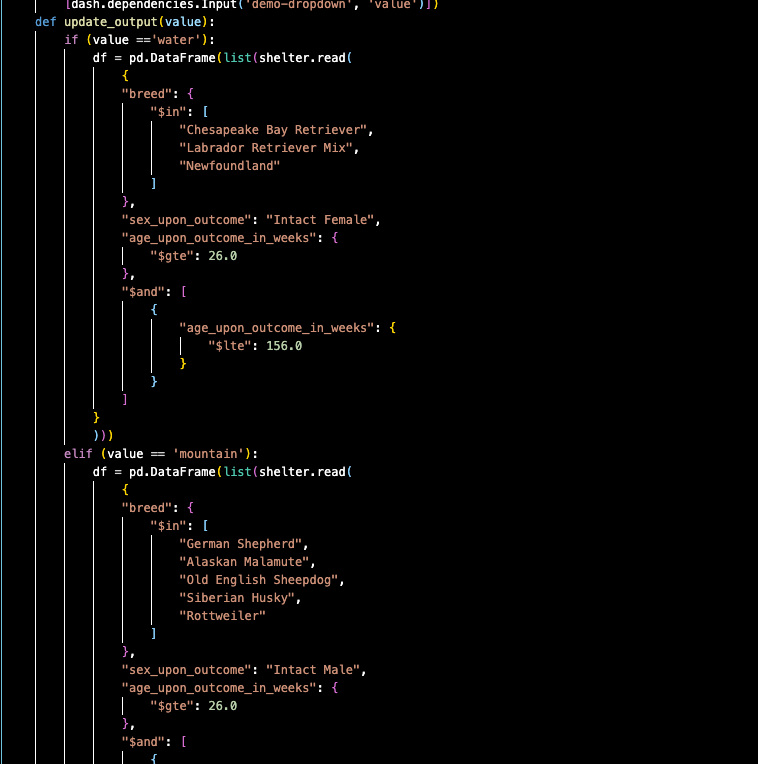 [dash.dependencies.Input('demo-dropdown', 'value')])
def update_output(value):
if (value =='water'):
df = pd.DataFrame(list(shelter.read(
{
"breed": {
"$in": [
"Chesapeake Bay Retriever",
"Labrador Retriever Mix",
"Newfoundland"
]
},
"sex_upon_outcome": "Intact Female",
"age_upon_outcome_in_weeks": {
"$gte": 26.0
},
"$and": [
{
"age_upon_outcome_in_weeks": {
"$lte": 156.0
}
}
]
}
)))
elif (value == 'mountain'):
df = pd.DataFrame(list(shelter.read(
{
"breed": {
"$in": [
"German Shepherd",
"Alaskan Malamute",
"Old English Sheepdog",
"Siberian Husky",
"Rottweiler"
]
},
"sex_upon_outcome": "Intact Male",
"age_upon_outcome_in_weeks": {
"$gte": 26.0
},
"$and": [
{